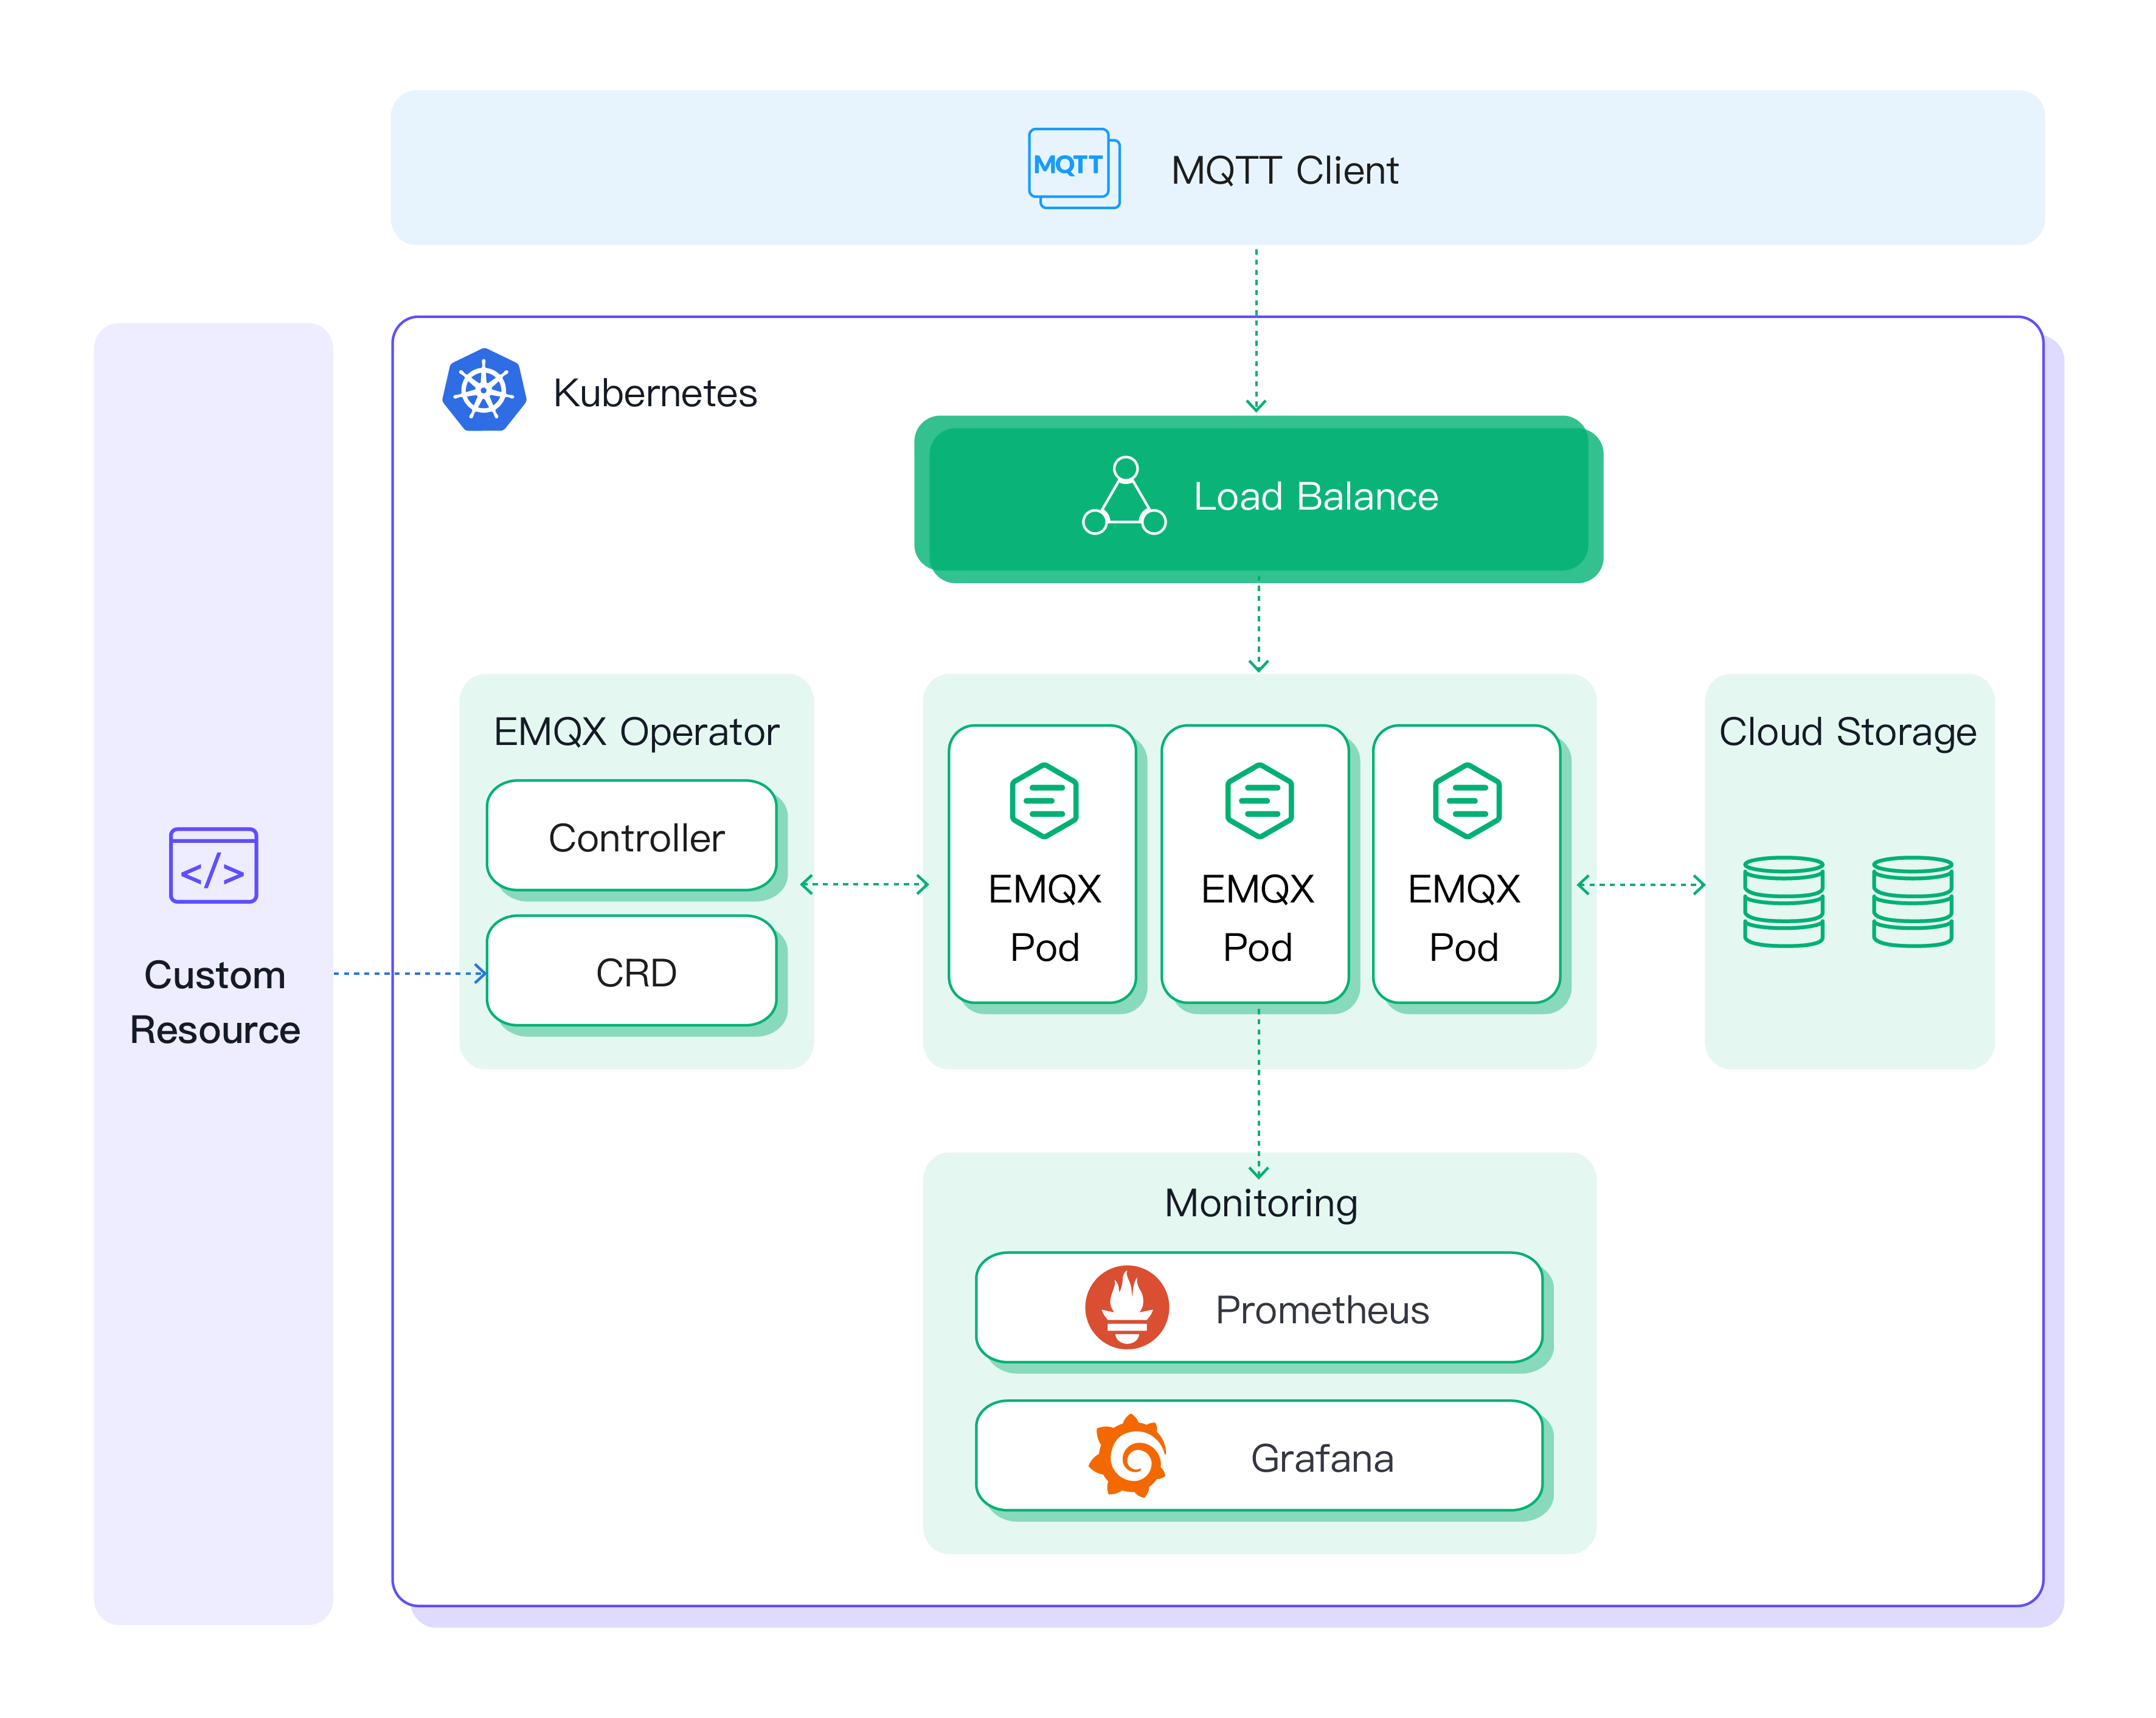 MQTT
MQTT Client
Kubernetes
Load Balance
EMQX Operator
Controller
CRD
EMQX
Pod
EMQX
Pod
EMQX
Pod
Cloud Storage
</>
Custom
Resource
Monitoring
Prometheus
Grafana